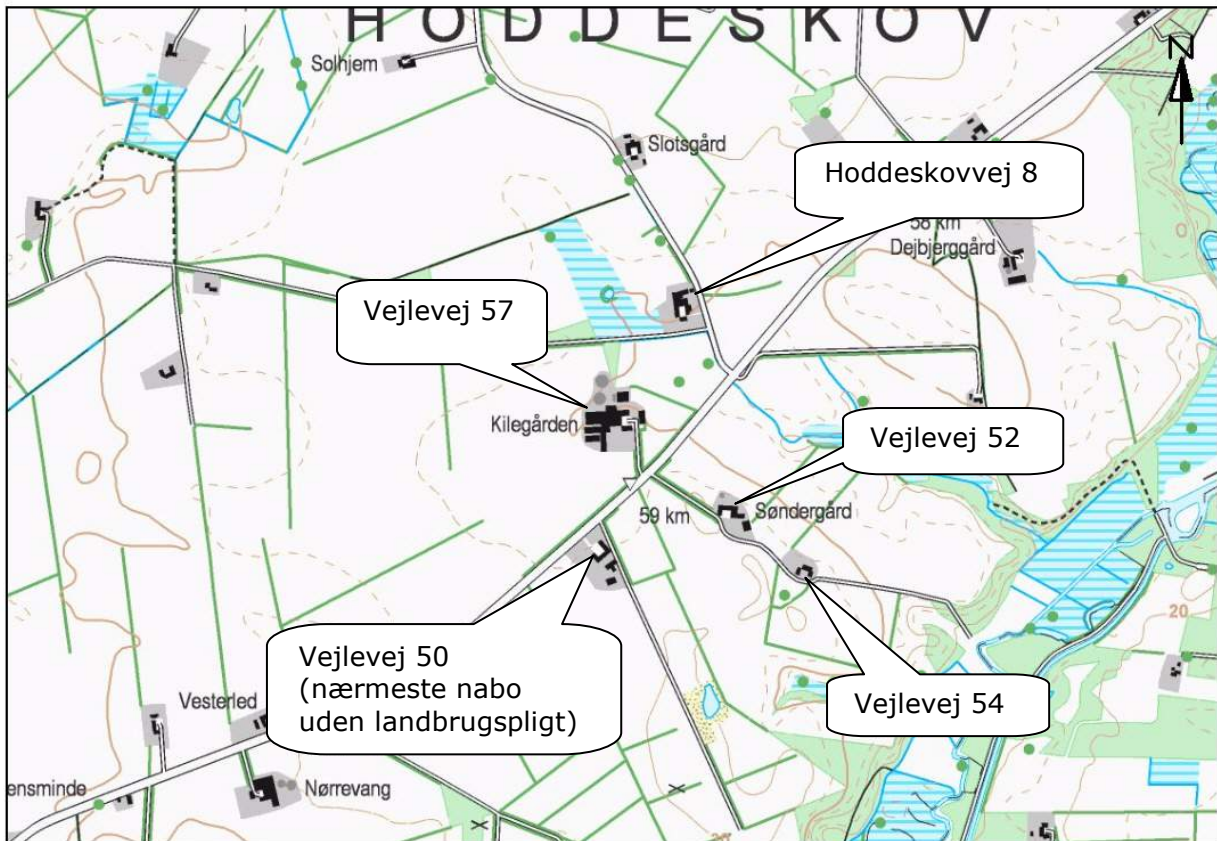 HODDESKOV
N
Solhjem
Slotsgård
Hoddeskovvej 8
58 km
Dejbjerggård
Vejlevej 57
Kilegården
Vejlevej 52
59 km
Søndergård
20
Vejlevej 50
(nærmeste nabo
uden landbrugspligt)
Vejlevej 54
Vesterled
ensminde
Nørrevang